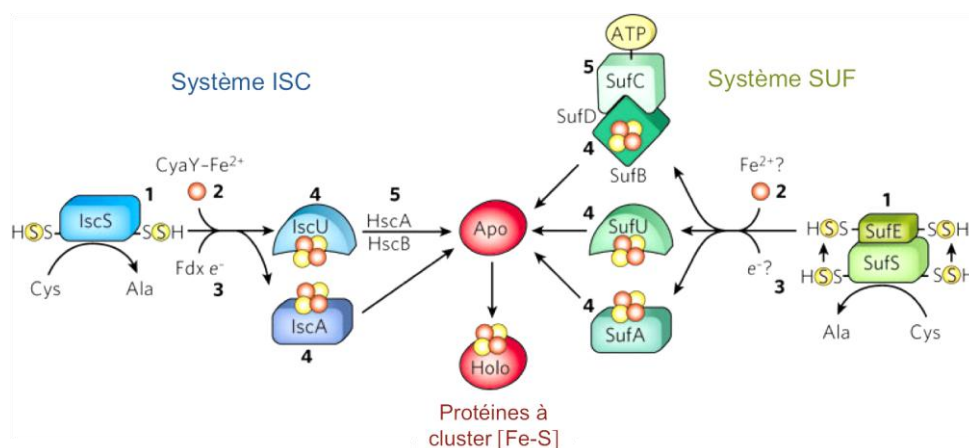 Système ISC
Système SUF
ATP
5
SufC
SufD
4
SufB
CyaY–Fe²⁺
2
1
HSS– IscS –SSH
Cys
Ala
Fdx e⁻
3
4
IscU
5
HscA
HscB
IscA
4
Apo
Holo
Protéines à
cluster [Fe-S]
4
SufU
4
SufA
Fe²⁺?
2
e⁻?
3
1
HSS– SufE –SSH
HSS– SufS –SSH
Ala
Cys